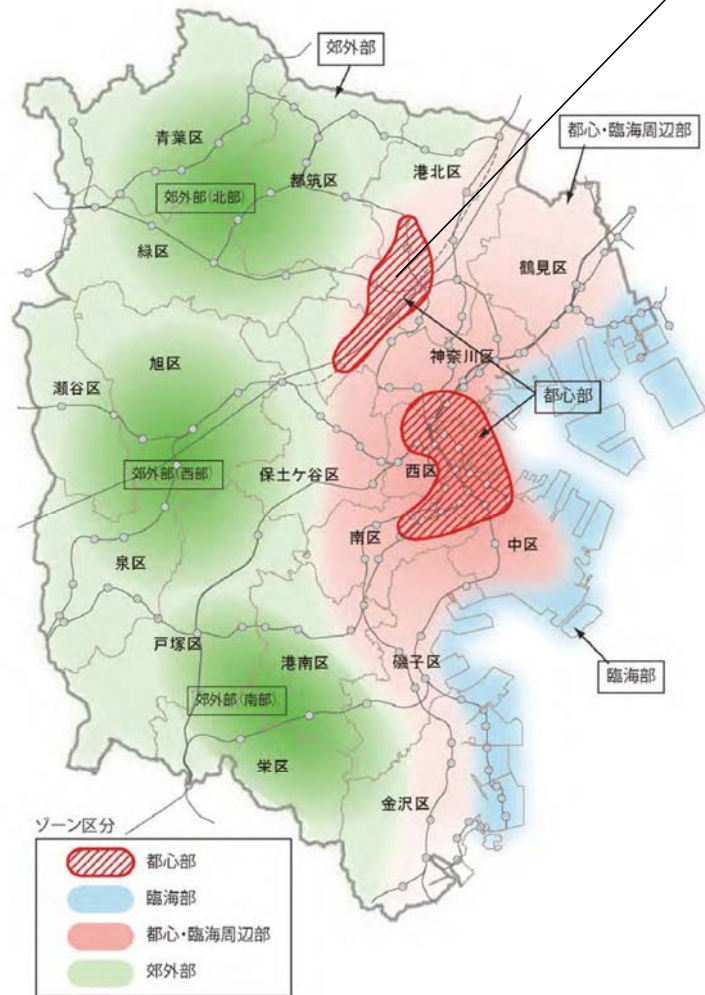 郊外部
都心・臨海周辺部
青葉区
港北区
都筑区
郊外部(北部)
緑区
鶴見区
旭区
神奈川区
瀬谷区
都心部
郊外部(西部)
保土ケ谷区
西区
南区
中区
泉区
戸塚区
港南区
磯子区
臨海部
郊外部(南部)
栄区
金沢区
ゾーン区分
都心部
臨海部
都心・臨海周辺部
郊外部